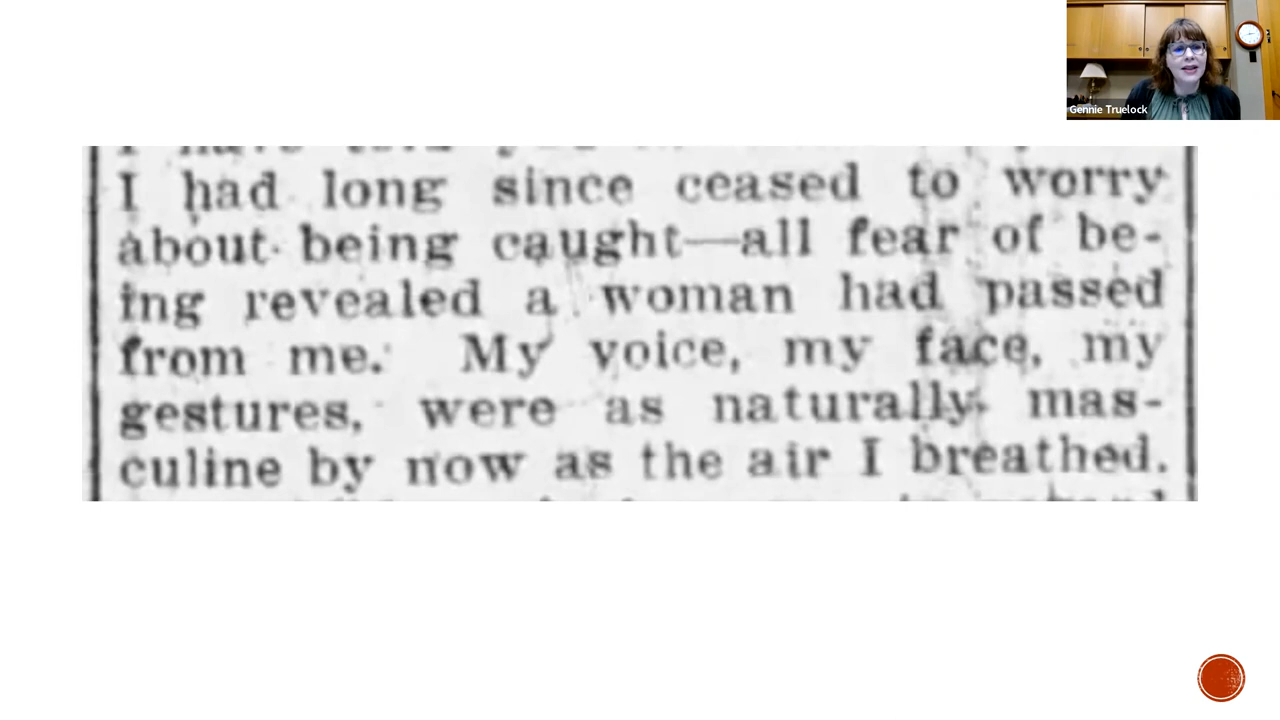 Gennie Truelock
I had long since ceased to worry
about being caught—all fear of be-
ing revealed a woman had passed
from me. My voice, my face, my
gestures, were as naturally mas-
culine by now as the air I breathed.